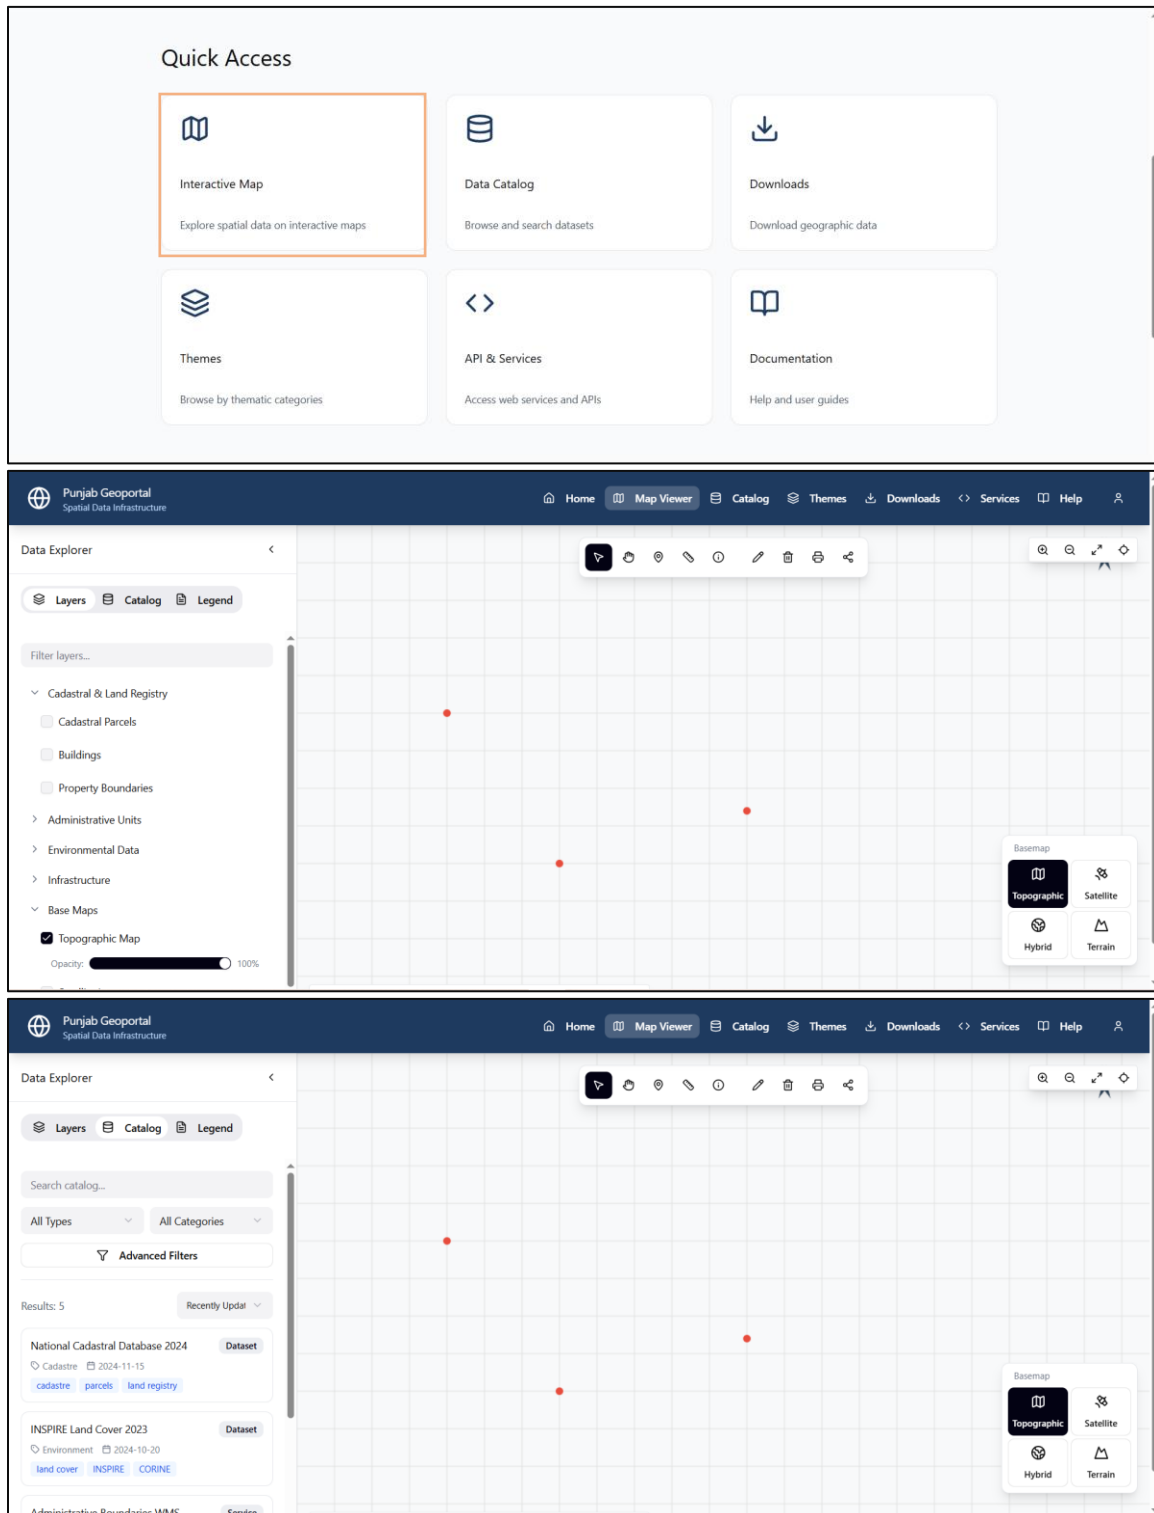 Quick Access
Interactive Map
Explore spatial data on interactive maps
Data Catalog
Browse and search datasets
Downloads
Download geographic data
Themes
Browse by thematic categories
API & Services
Access web services and APIs
Documentation
Help and user guides
Punjab Geoportal
Spatial Data Infrastructure
Home Map Viewer Catalog Themes Downloads Services Help
Data Explorer
Layers Catalog Legend
Filter layers...
Cadastral & Land Registry
Cadastral Parcels
Buildings
Property Boundaries
Administrative Units
Environmental Data
Infrastructure
Base Maps
Topographic Map
Opacity: 100%
Basemap
Topographic Satellite
Hybrid Terrain
Punjab Geoportal
Spatial Data Infrastructure
Home Map Viewer Catalog Themes Downloads Services Help
Data Explorer
Layers Catalog Legend
Search catalog...
All Types All Categories
Advanced Filters
Results: 5 Recently Updat
National Cadastral Database 2024 Dataset
Cadastre 2024-11-15
cadastre parcels land registry
INSPIRE Land Cover 2023 Dataset
Environment 2024-10-20
land cover INSPIRE CORINE
Administrative Boundaries WMS Service
Basemap
Topographic Satellite
Hybrid Terrain